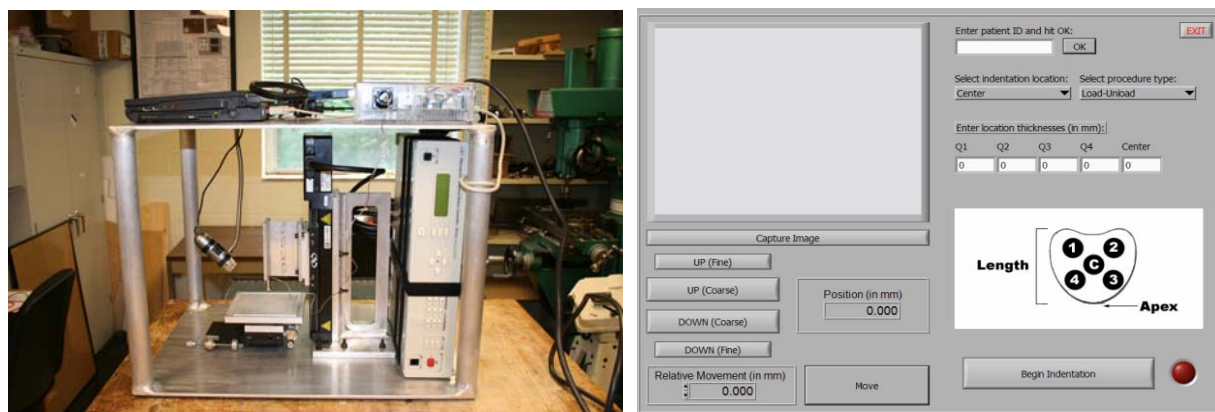 Enter patient ID and hit OK:
EXIT
OK
Select indentation location: Select procedure type:
Center Load-Unload
Enter location thicknesses (in mm):
Q1 Q2 Q3 Q4 Center
0 0 0 0 0
Capture Image
UP (Fine)
UP (Coarse)
Position (in mm)
0.000
DOWN (Coarse)
DOWN (Fine)
Relative Movement (in mm)
0.000
Move
Length
1 2
C
4 3
Apex
Begin Indentation